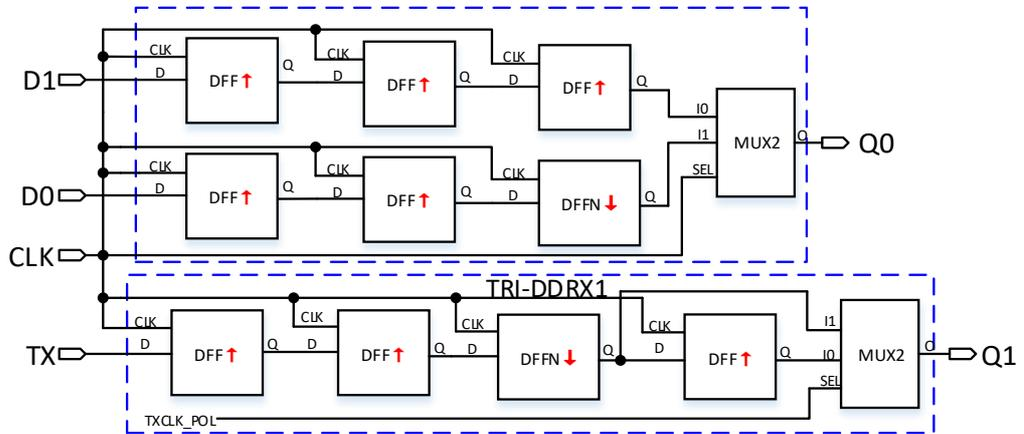 CLK CLK CLK
D1 D DFF↑ Q D DFF↑ Q D DFF↑ Q
I0
I1 MUX2 O Q0
SEL
CLK CLK CLK
D0 D DFF↑ Q D DFF↑ Q D DFFN↓ Q
CLK
TRI-DDRX1
CLK CLK CLK CLK I1
TX D DFF↑ Q D DFF↑ Q D DFFN↓ Q D DFF↑ Q I0 MUX2 O Q1
SEL
TXCLK_POL